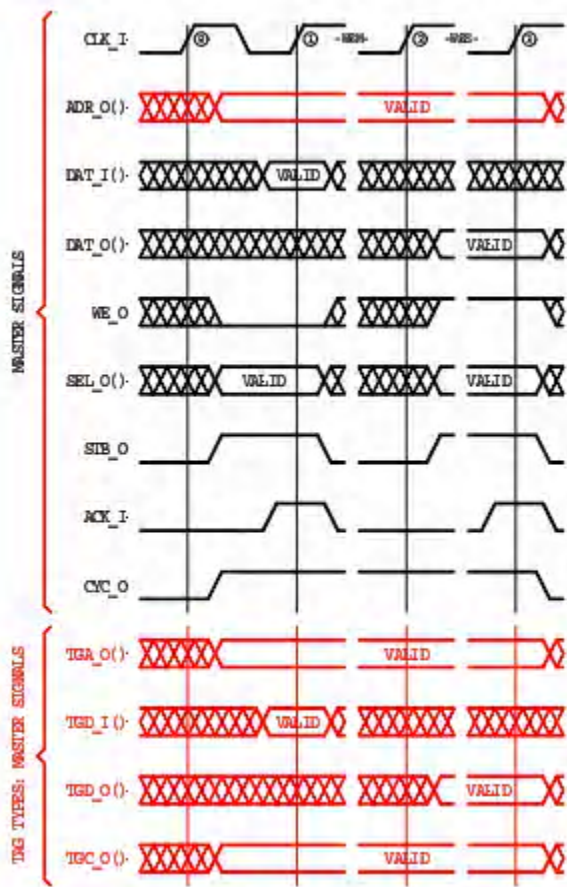 CLK_I 0 1 -WSM- 2 -WSS- 3
ADR_O() VALID
DAT_I() VALID
DAT_O() VALID
WE_O
SEL_O() VALID VALID
STB_O
ACK_I
CYC_O
MASTER SIGNALS
TGA_O() VALID
TGD_I() VALID
TGD_O() VALID
TGC_O() VALID
TAG TYPES: MASTER SIGNALS